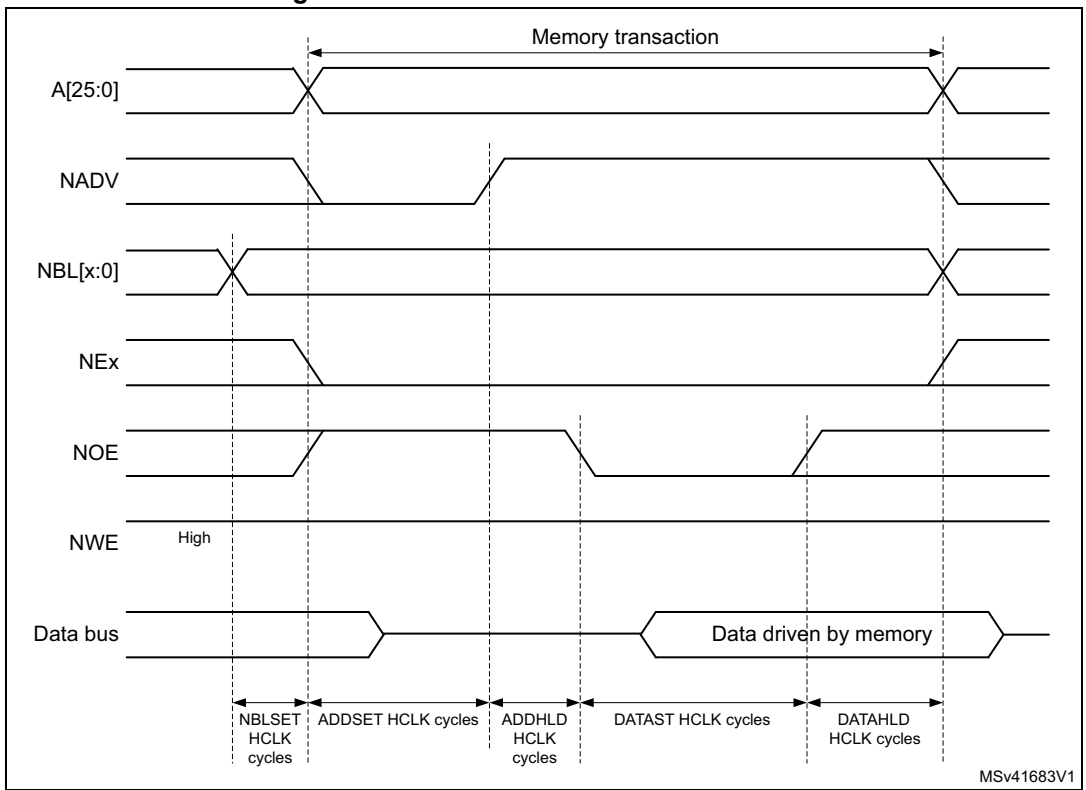 Memory transaction
A[25:0]
NADV
NBL[x:0]
NEx
NOE
NWE
High
Data bus
Data driven by memory
NBLSET
HCLK
cycles
ADDSET HCLK cycles
ADDHLD
HCLK
cycles
DATAST HCLK cycles
DATAHLD
HCLK cycles
MSv41683V1